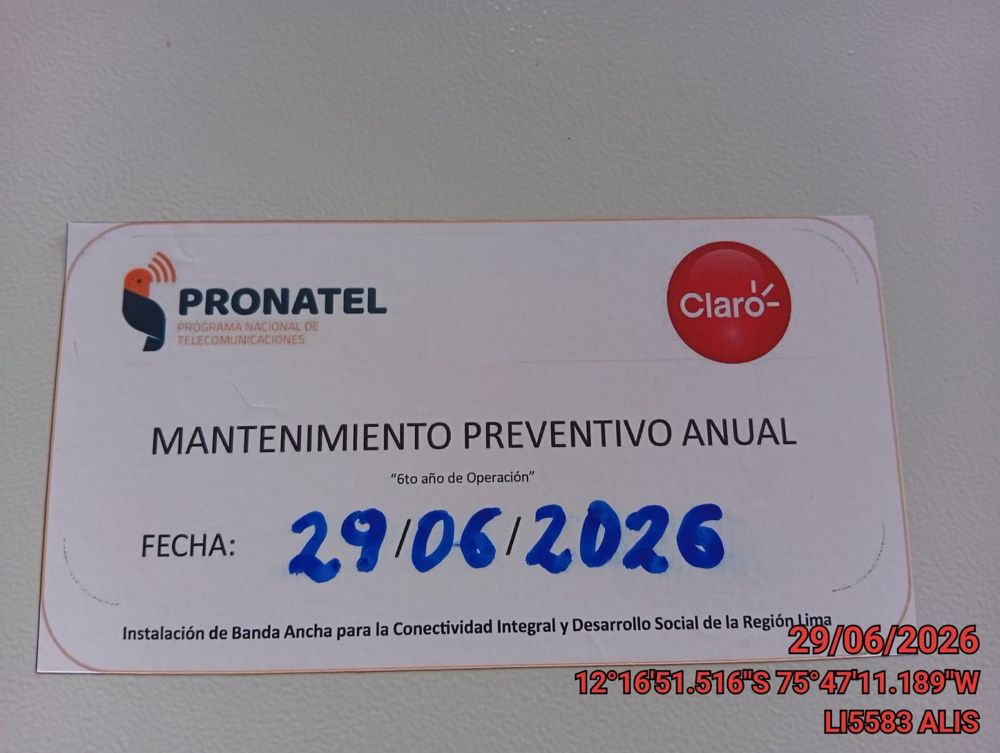 PRONATEL
PROGRAMA NACIONAL DE
TELECOMUNICACIONES
Claro
MANTENIMIENTO PREVENTIVO ANUAL
“6to año de Operación”
FECHA: 29/06/2026
Instalación de Banda Ancha para la Conectividad Integral y Desarrollo Social de la Región Lima
29/06/2026
12°16'51.516"S 75°47'11.189"W
LI5583 ALIS